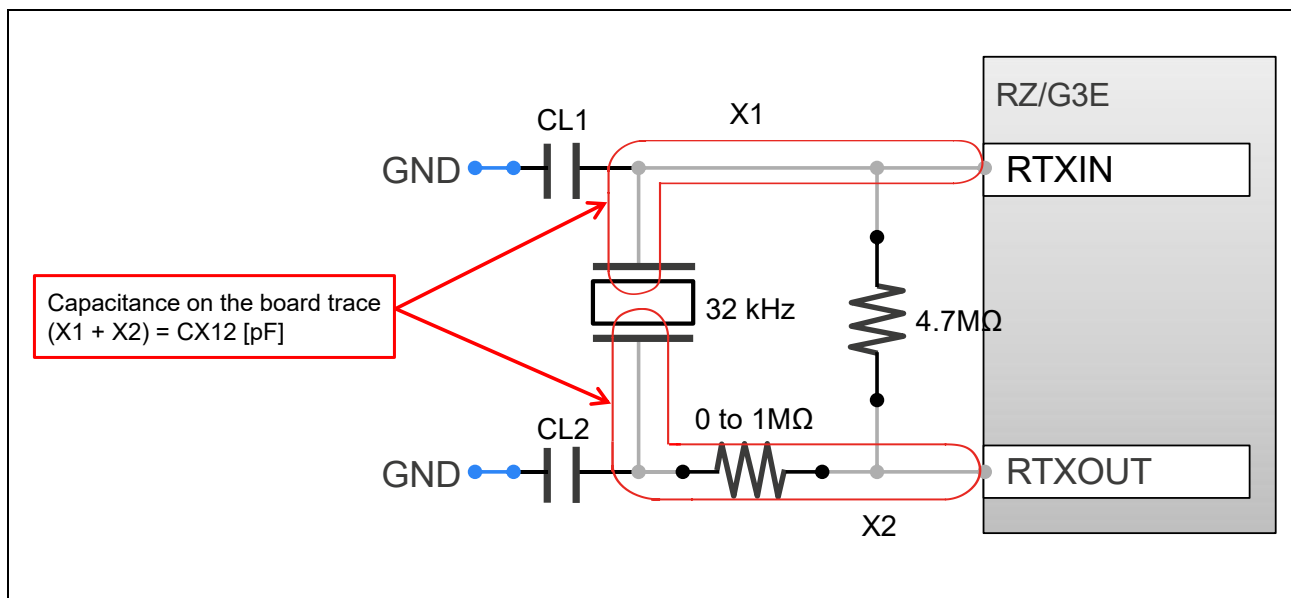 RZ/G3E
X1
CL1
GND
RTXIN
Capacitance on the board trace
(X1 + X2) = CX12 [pF]
32 kHz
4.7MΩ
0 to 1MΩ
CL2
GND
RTXOUT
X2